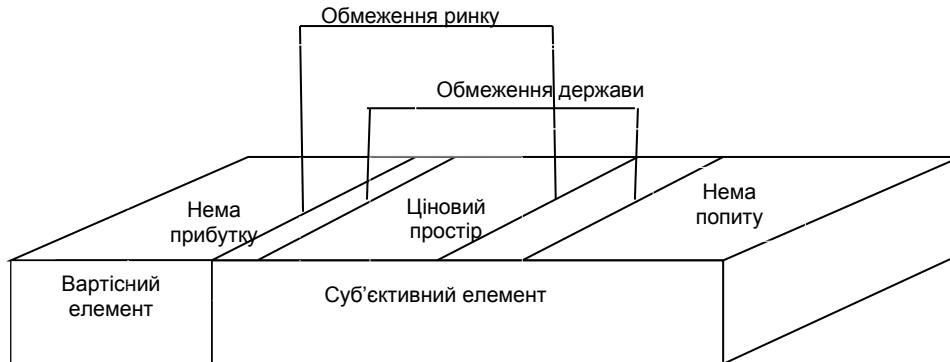 Обмеження ринку
Обмеження держави
Нема
прибутку
Ціновий
простір
Нема
попиту
Вартісний
елемент
Суб’єктивний елемент